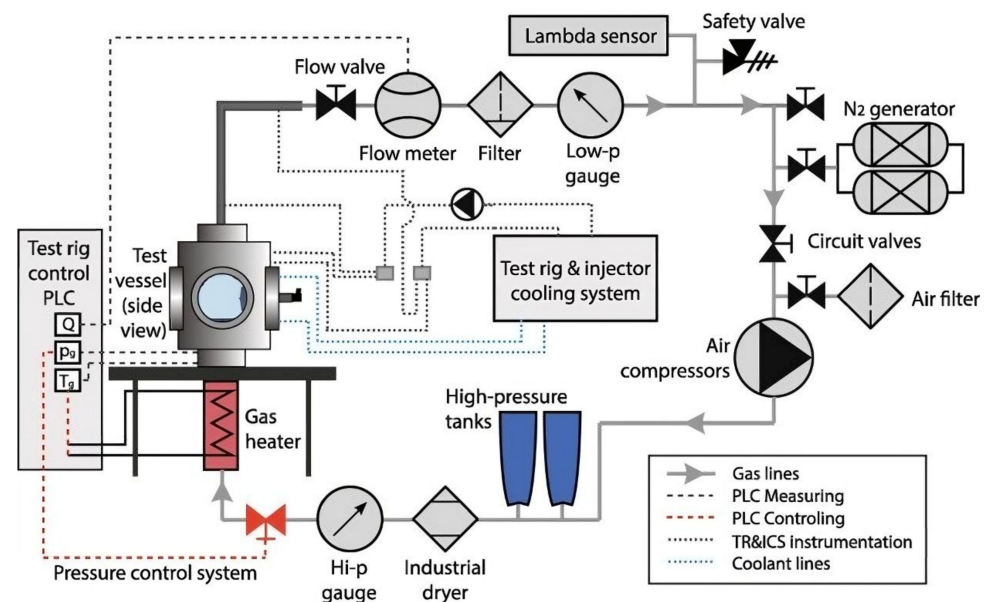 Safety valve
Lambda sensor
Flow valve
N2 generator
Flow meter
Filter
Low-p
gauge
Test rig
control
PLC
Q
pg
Tg
Test
vessel
(side
view)
Test rig & injector
cooling system
Circuit valves
Air filter
Air
compressors
High-pressure
tanks
Gas
heater
Gas lines
PLC Measuring
PLC Controling
TR&ICS instrumentation
Coolant lines
Pressure control system
Hi-p
gauge
Industrial
dryer